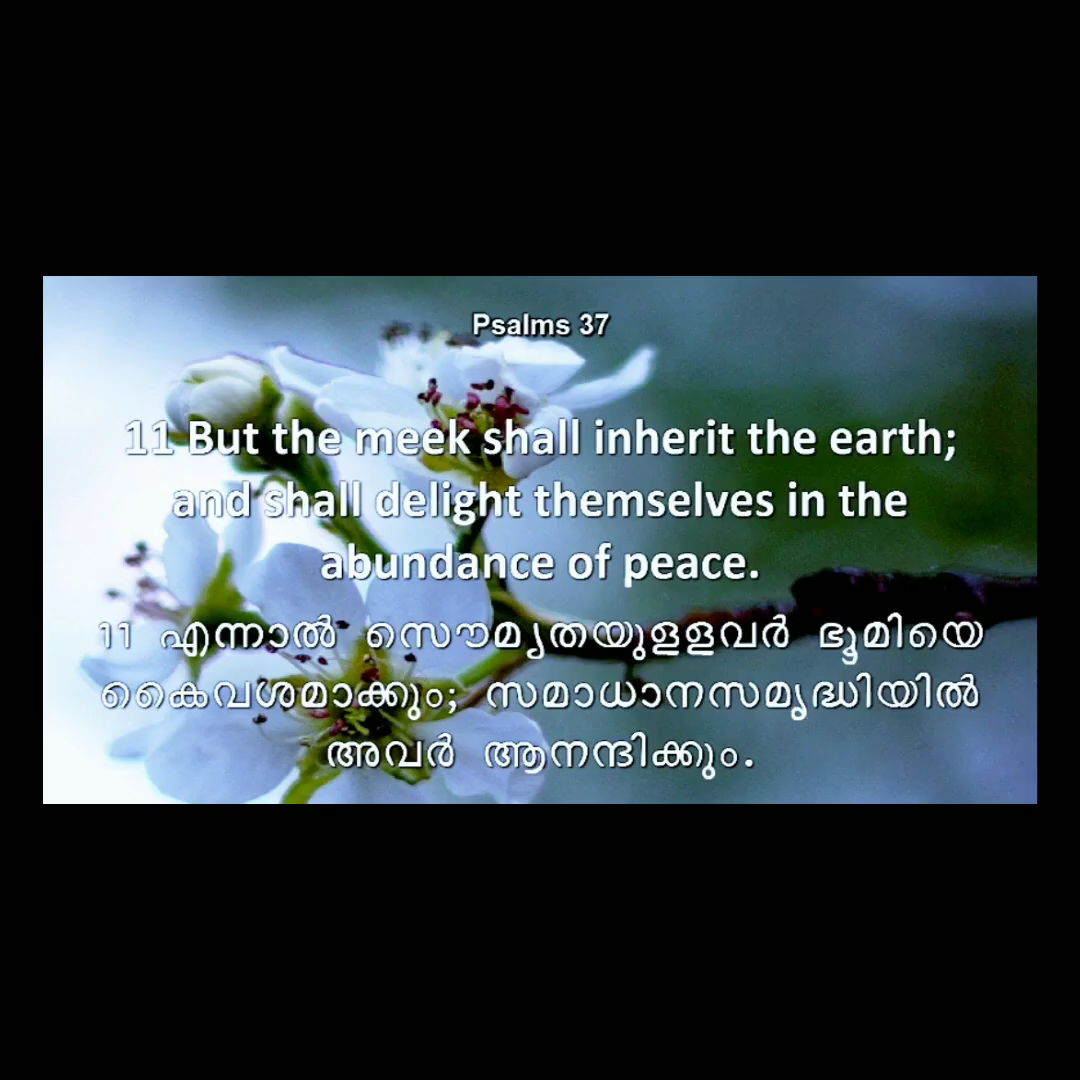 Psalms 37
11 But the meek shall inherit the earth;
and shall delight themselves in the
abundance of peace.
11 എന്നാൽ സൌമ്യതയുളളവർ ഭൂമിയെ
കൈവശമാക്കും; സമാധാനസമൃദ്ധിയിൽ
അവർ ആനന്ദിക്കും.